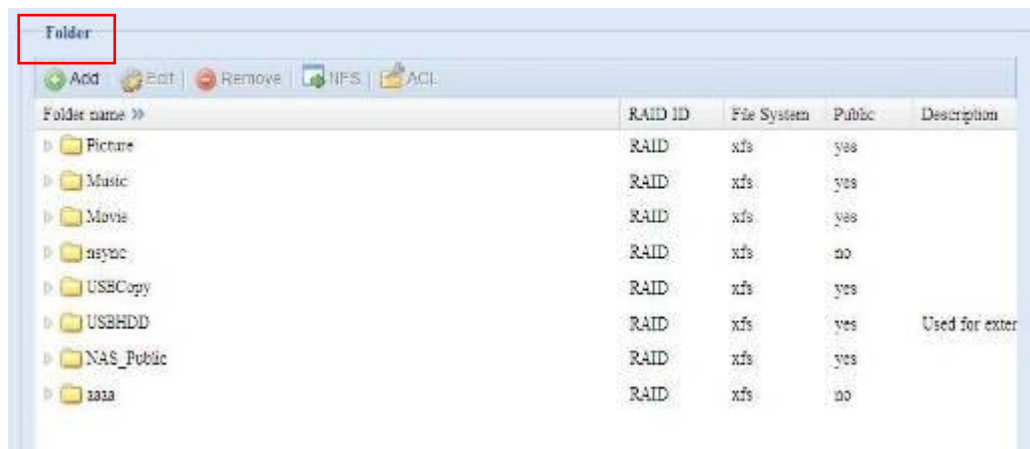 Folder
Add Edit Remove NFS ACL
Folder name » RAID ID File System Public Description
Picture RAID xfs yes
Music RAID xfs yes
Movie RAID xfs yes
nsync RAID xfs no
USBCopy RAID xfs yes
USBHDD RAID xfs yes Used for exter
NAS_Public RAID xfs yes
RAID xfs no